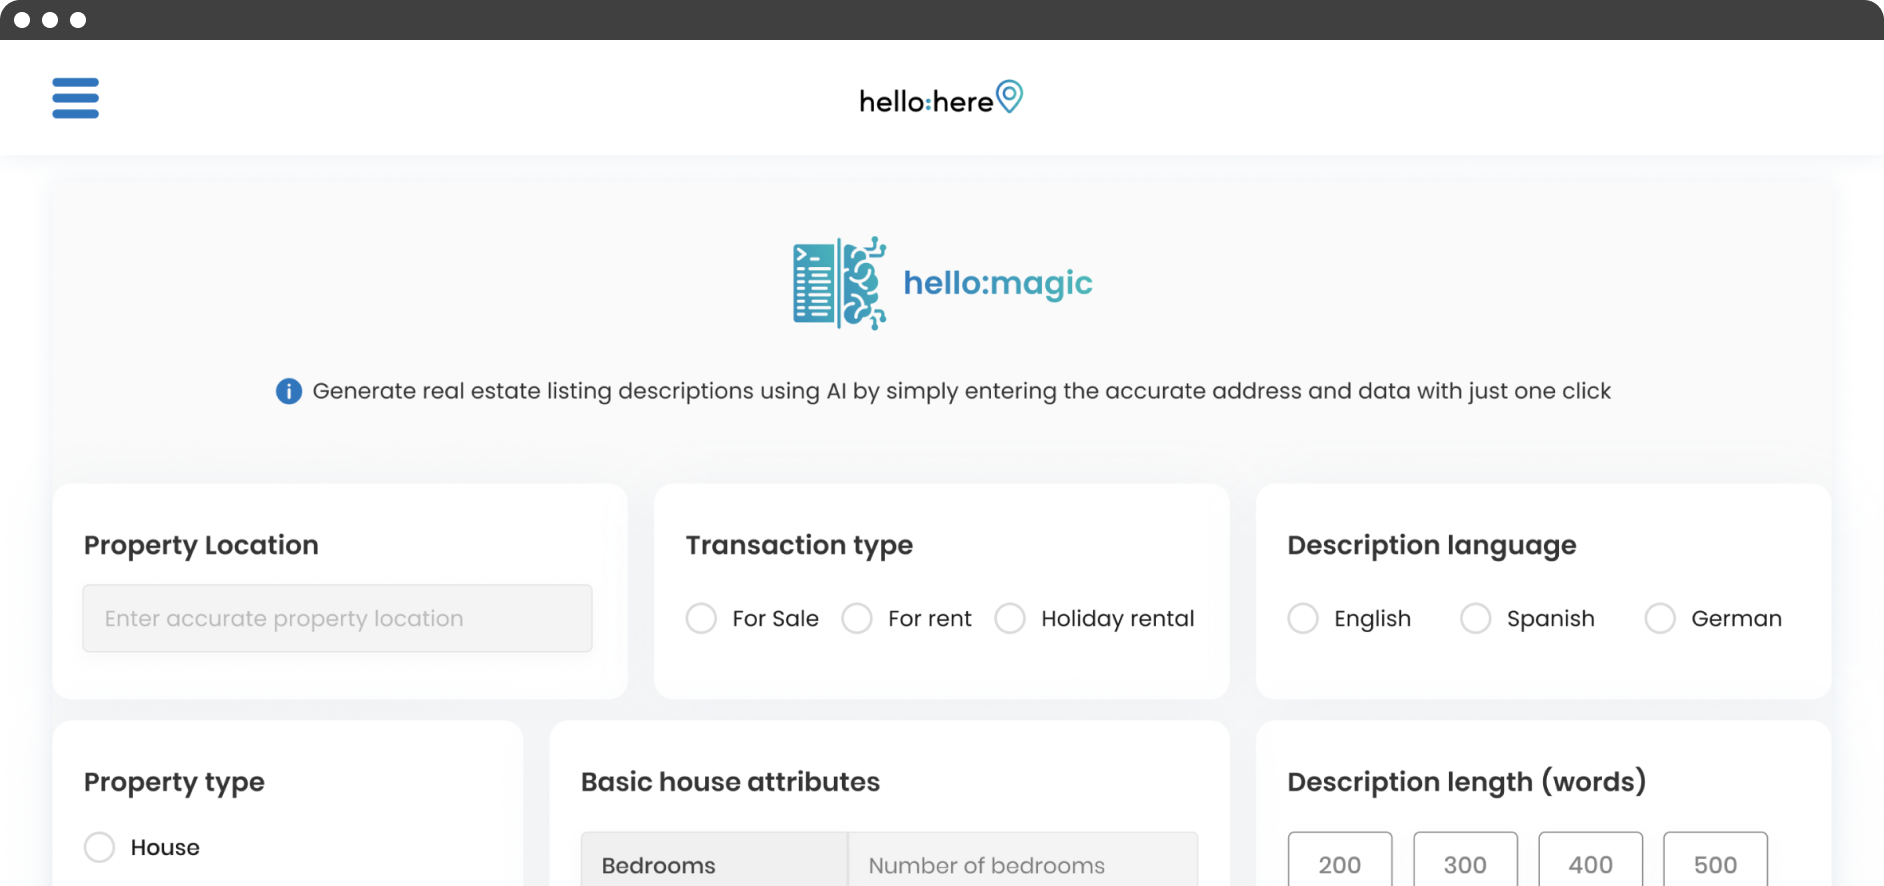 hello:here
hello:magic
Generate real estate listing descriptions using AI by simply entering the accurate address and data with just one click
Property Location
Enter accurate property location
Transaction type
For Sale
For rent
Holiday rental
Description language
English
Spanish
German
Property type
House
Basic house attributes
Bedrooms
Number of bedrooms
Description length (words)
200
300
400
500